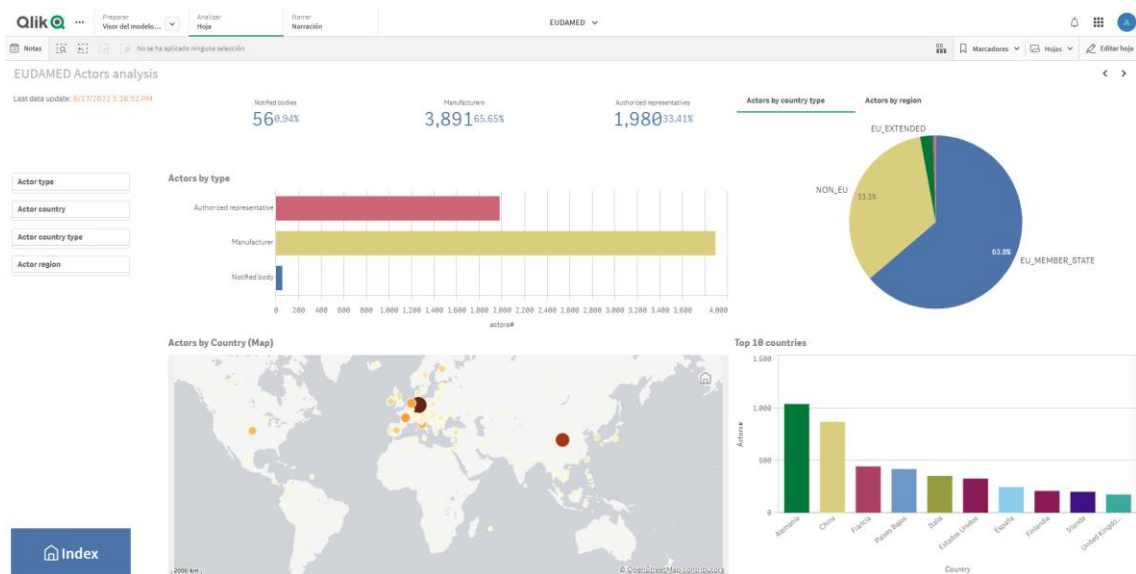 Qlik
Preparar
Visor del modelo...
Analizar
Hoja
Narrar
Narración
EUDAMED
Notas
No se ha aplicado ninguna selección
Marcadores
Hojas
Editar hoja
EUDAMED Actors analysis
Last data update: 6/17/2023 5:28:52 PM
Notified bodies
56 0.94%
Manufacturers
3,891 65.65%
Authorized representatives
1,980 33.41%
Actors by country type
Actors by region
EU_EXTENDED
NON_EU
33.3%
63.8%
EU_MEMBER_STATE
Actor type
Actor country
Actor country type
Actor region
Actors by type
Authorized representative
Manufacturer
Notified body
0 200 400 600 800 1,000 1,200 1,400 1,600 1,800 2,000 2,200 2,400 2,600 2,800 3,000 3,200 3,400 3,600 4,000
actors#
Actors by Country (Map)
2000 km
© OpenStreetMap contributors
Top 10 countries
1,500
1,000
500
0
Actors#
Alemania
China
Francia
Países Bajos
Italia
Estados Unidos
España
Finlandia
Irlanda
United Kingdo...
Country
Index